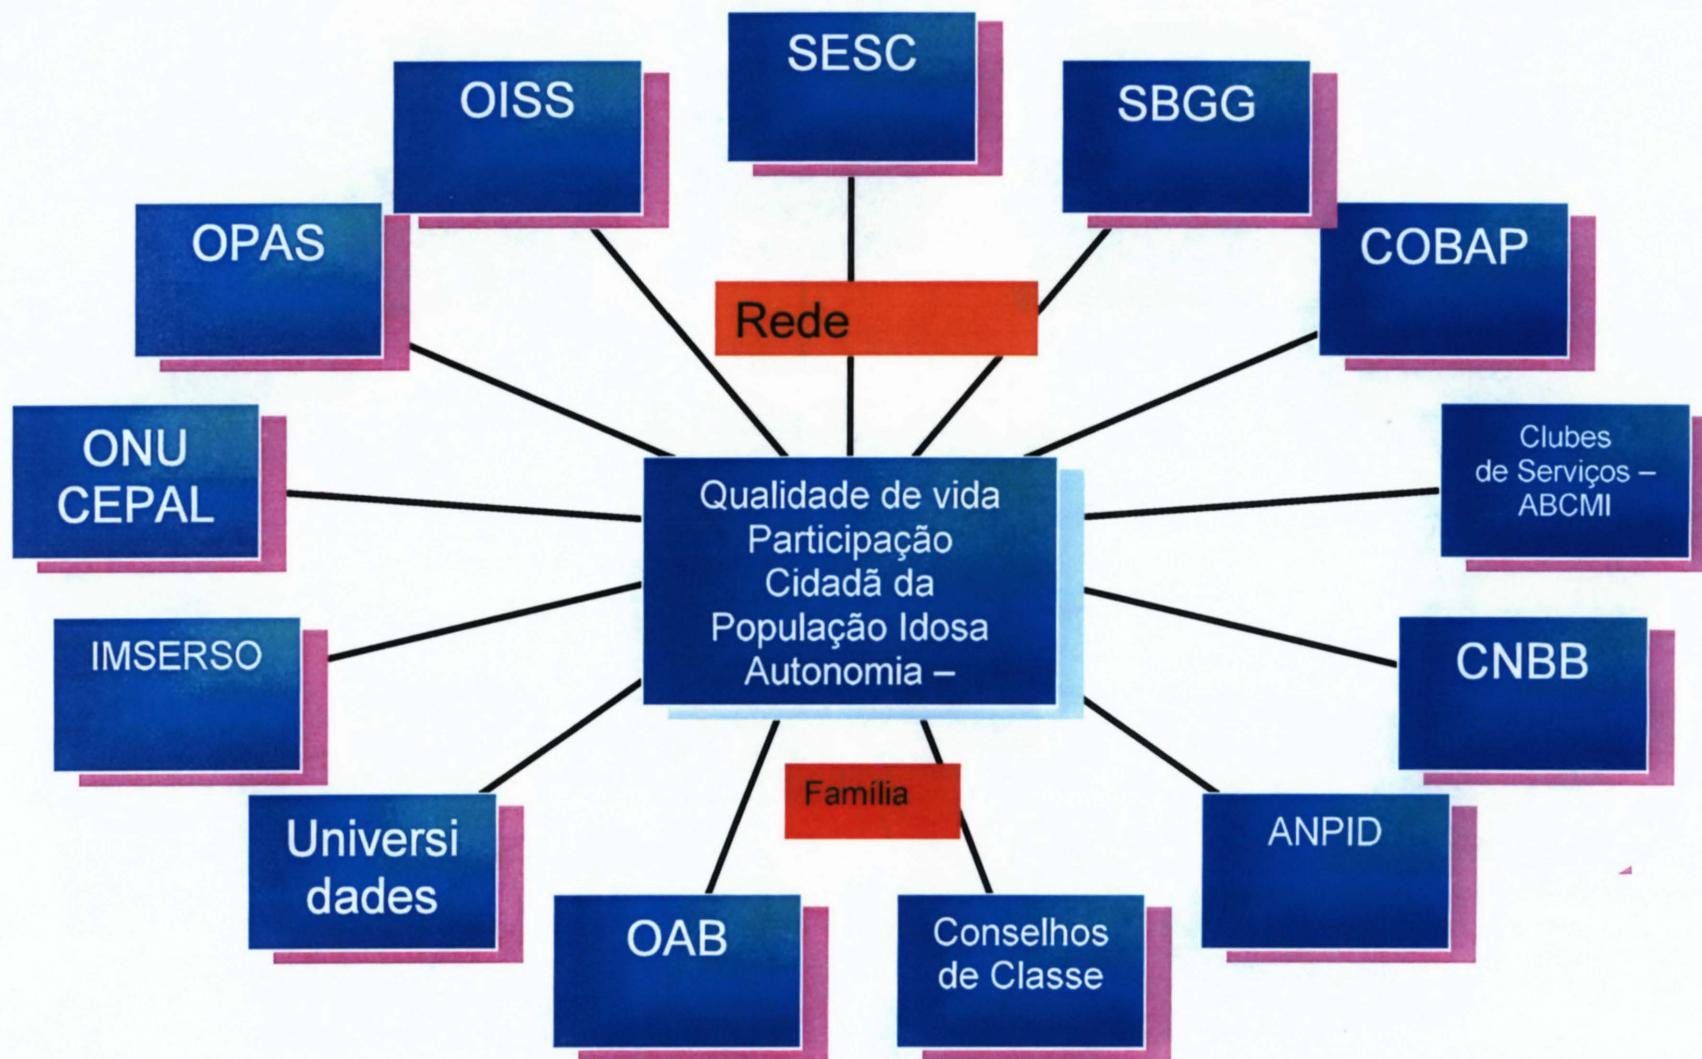 SESC
OISS
SBGG
OPAS
COBAP
Rede
ONU
CEPAL
Qualidade de vida
Participação
Cidadã da
População Idosa
Autonomia –
Clubes
de Serviços –
ABCMI
IMSERSO
CNBB
Família
Universi
dades
ANPID
OAB
Conselhos
de Classe